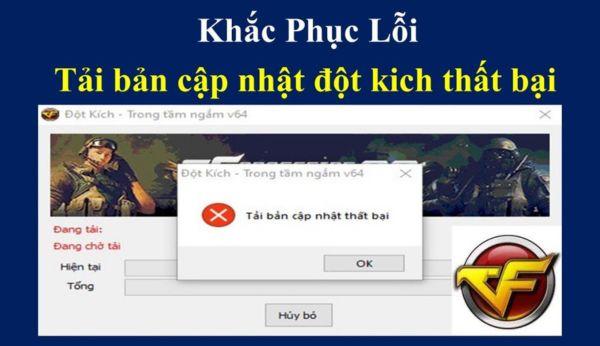 Khắc Phục Lỗi
Tải bản cập nhật đột kich thất bại
Đột Kích - Trong tầm ngắm v64
Đột Kích - Trong tầm ngắm v64
Tải bản cập nhật thất bại
OK
Đang tải:
Đang chờ tải
Hiện tại
Tổng
Hủy bỏ
CF